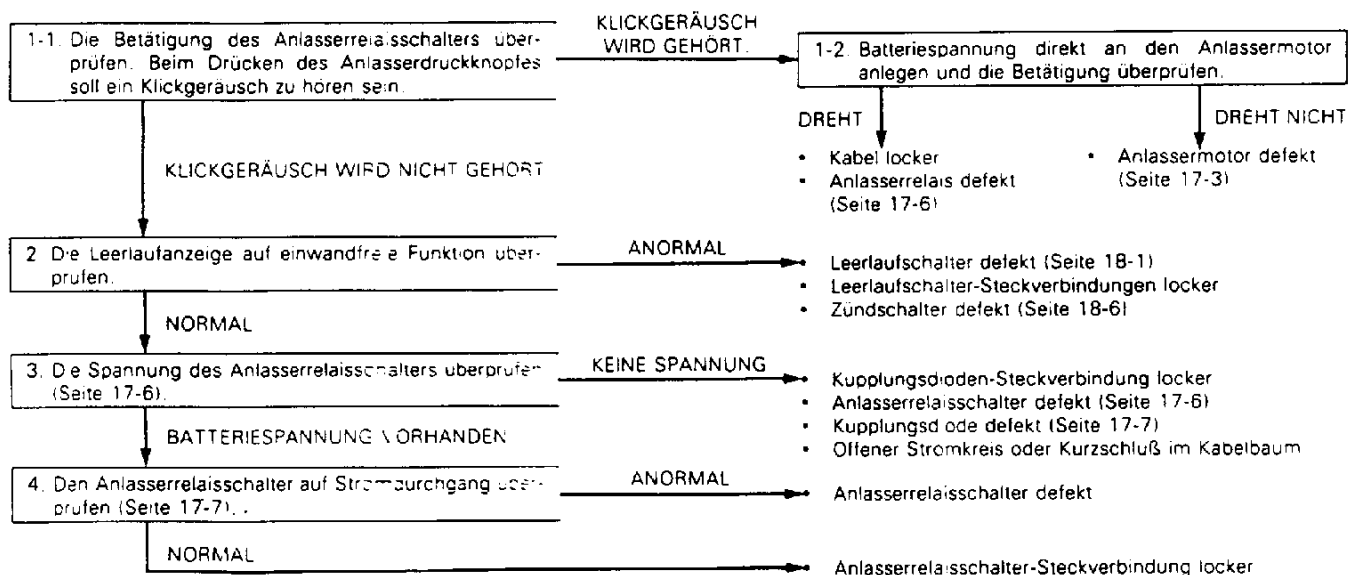 1-1. Die Betätigung des Anlasserrelaisschalters über-
prüfen. Beim Drücken des Anlasserdruckknopfes
soll ein Klickgeräusch zu hören sein.
KLICKGERÄUSCH
WIRD GEHÖRT.
1-2. Batteriespannung direkt an den Anlassermotor
anlegen und die Betätigung überprüfen.
DREHT
DREHT NICHT
• Kabel locker
• Anlasserrelais defekt
(Seite 17-6)
• Anlassermotor defekt
(Seite 17-3)
KLICKGERÄUSCH WIRD NICHT GEHÖRT
2 Die Leerlaufanzeige auf einwandfreie Funktion über-
prüfen.
ANORMAL
• Leerlaufschalter defekt (Seite 18-1)
• Leerlaufschalter-Steckverbindungen locker
• Zündschalter defekt (Seite 18-6)
NORMAL
3. Die Spannung des Anlasserrelaisschalters überprüfen
(Seite 17-6).
KEINE SPANNUNG
• Kupplungsdioden-Steckverbindung locker
• Anlasserrelaisschalter defekt (Seite 17-6)
• Kupplungsdiode defekt (Seite 17-7)
• Offener Stromkreis oder Kurzschluß im Kabelbaum
BATTERIESPANNUNG VORHANDEN
4. Den Anlasserrelaisschalter auf Stromdurchgang über-
prüfen (Seite 17-7).
ANORMAL
• Anlasserrelaisschalter defekt
NORMAL
• Anlasserrelaisschalter-Steckverbindung locker